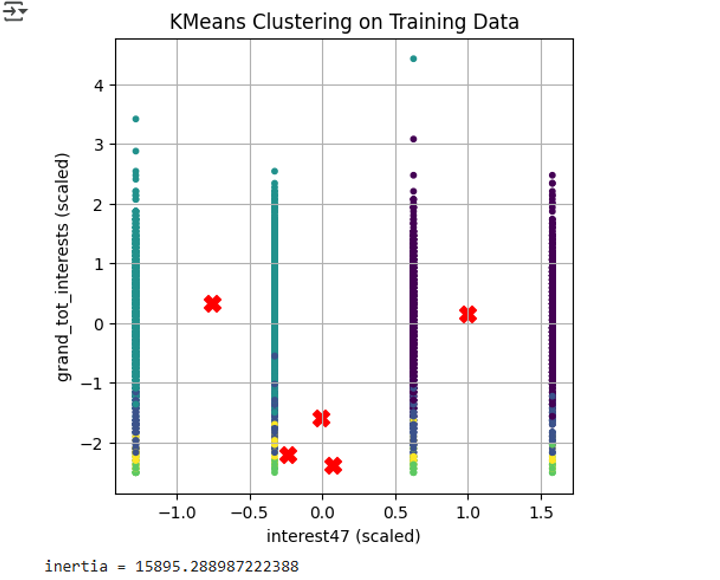 KMeans Clustering on Training Data
grand_tot_interests (scaled)
4
3
2
1
0
−1
−2
−1.0 −0.5 0.0 0.5 1.0 1.5
interest47 (scaled)
inertia = 15895.288987222388